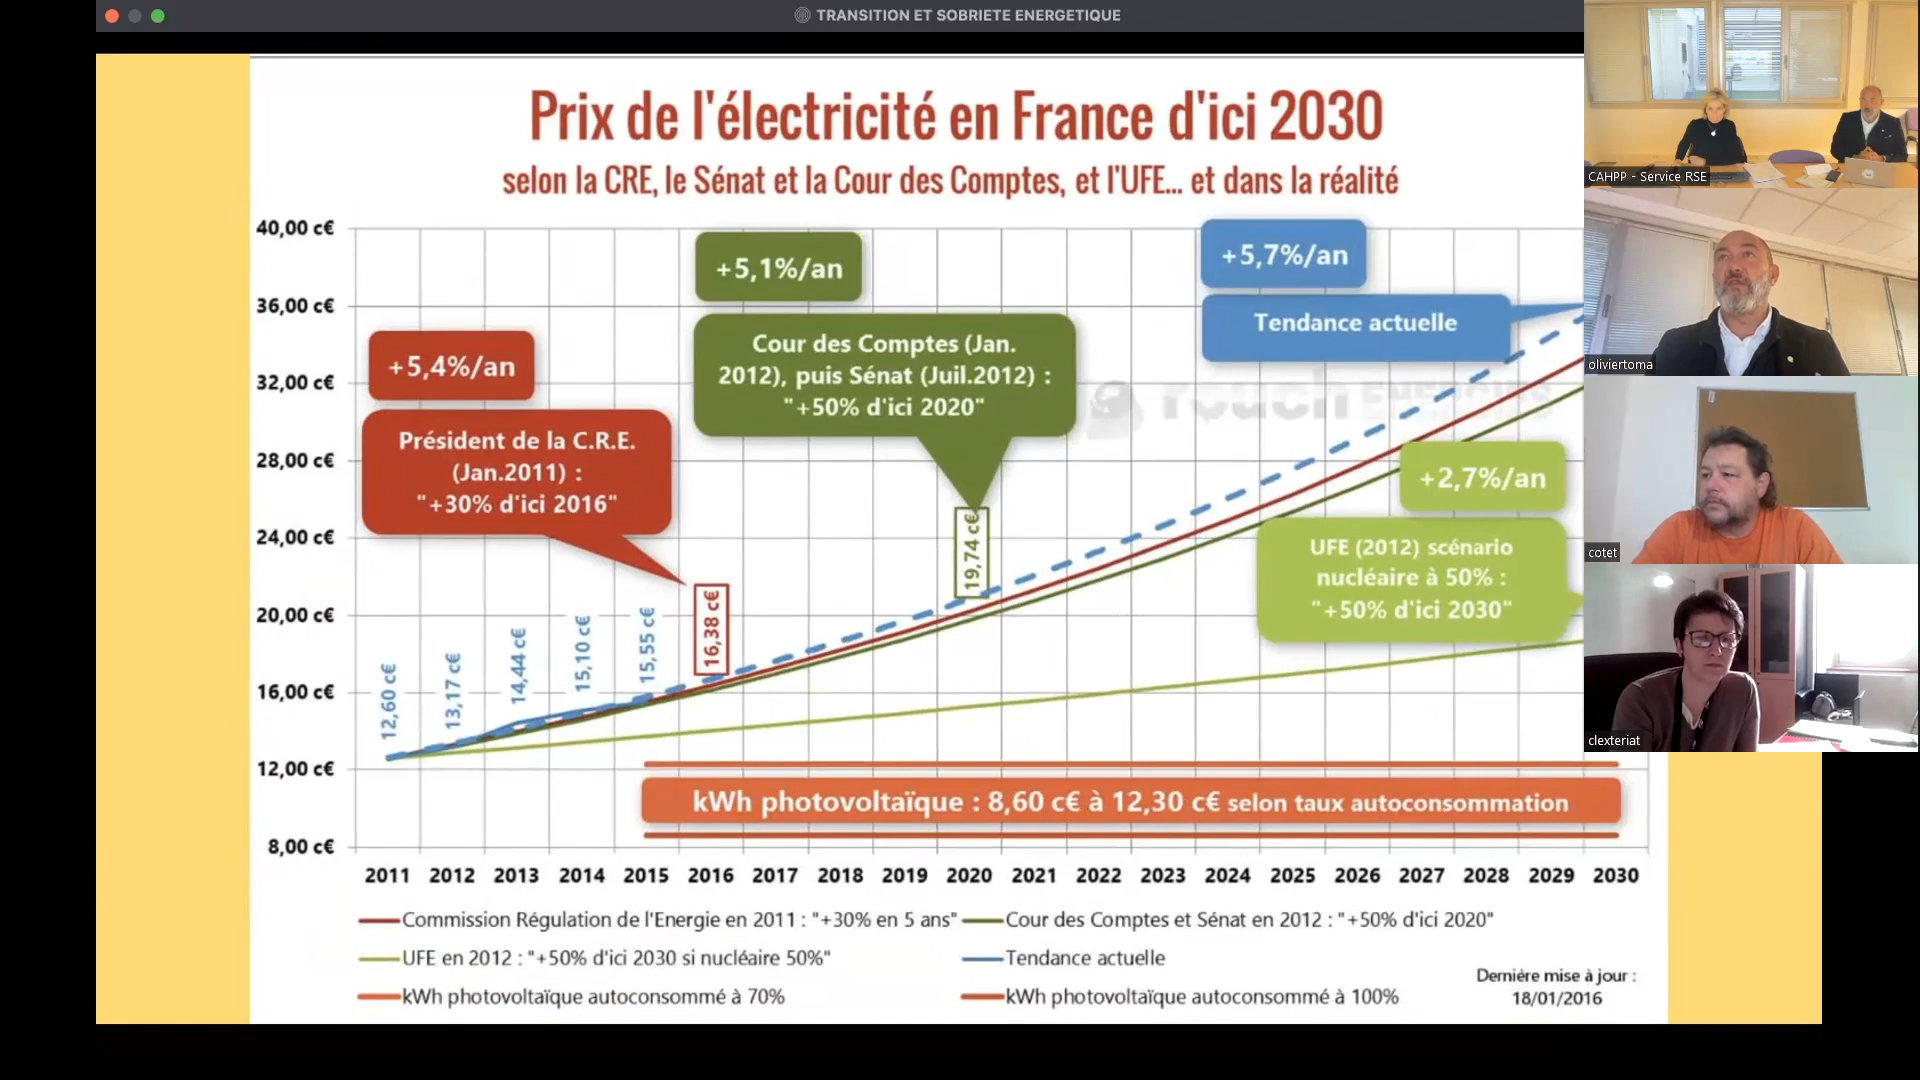 TRANSITION ET SOBRIETE ENERGETIQUE
Prix de l'électricité en France d'ici 2030
selon la CRE, le Sénat et la Cour des Comptes, et l'UFE... et dans la réalité
40,00 c€
36,00 c€
32,00 c€
28,00 c€
24,00 c€
20,00 c€
16,00 c€
12,00 c€
8,00 c€
+5,4%/an
Président de la C.R.E.
(Jan.2011) :
"+30% d'ici 2016"
+5,1%/an
Cour des Comptes (Jan.
2012), puis Sénat (Juil.2012) :
"+50% d'ici 2020"
+5,7%/an
Tendance actuelle
rouch ENERGIES
+2,7%/an
UFE (2012) scénario
nucléaire à 50% :
"+50% d'ici 2030"
12,60 c€
13,17 c€
14,44 c€
15,10 c€
15,55 c€
16,38 c€
19,74 c€
kWh photovoltaïque : 8,60 c€ à 12,30 c€ selon taux autoconsommation
2011 2012 2013 2014 2015 2016 2017 2018 2019 2020 2021 2022 2023 2024 2025 2026 2027 2028 2029 2030
Commission Régulation de l'Energie en 2011 : "+30% en 5 ans"
Cour des Comptes et Sénat en 2012 : "+50% d'ici 2020"
UFE en 2012 : "+50% d'ici 2030 si nucléaire 50%"
Tendance actuelle
kWh photovoltaïque autoconsommé à 70%
kWh photovoltaïque autoconsommé à 100%
Dernière mise à jour :
18/01/2016
CAHPP - Service RSE
oliviertoma
cotet
clexteriat